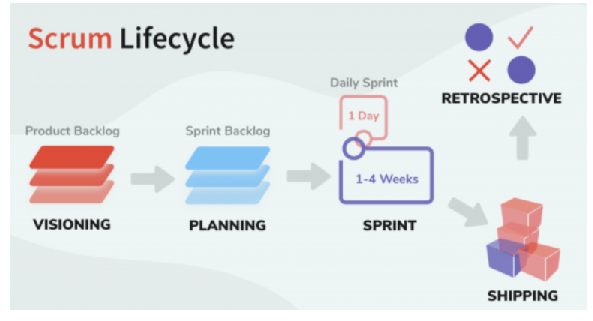 Scrum Lifecycle
Product Backlog
VISIONING
Sprint Backlog
PLANNING
Daily Sprint
1 Day
1-4 Weeks
SPRINT
SHIPPING
RETROSPECTIVE